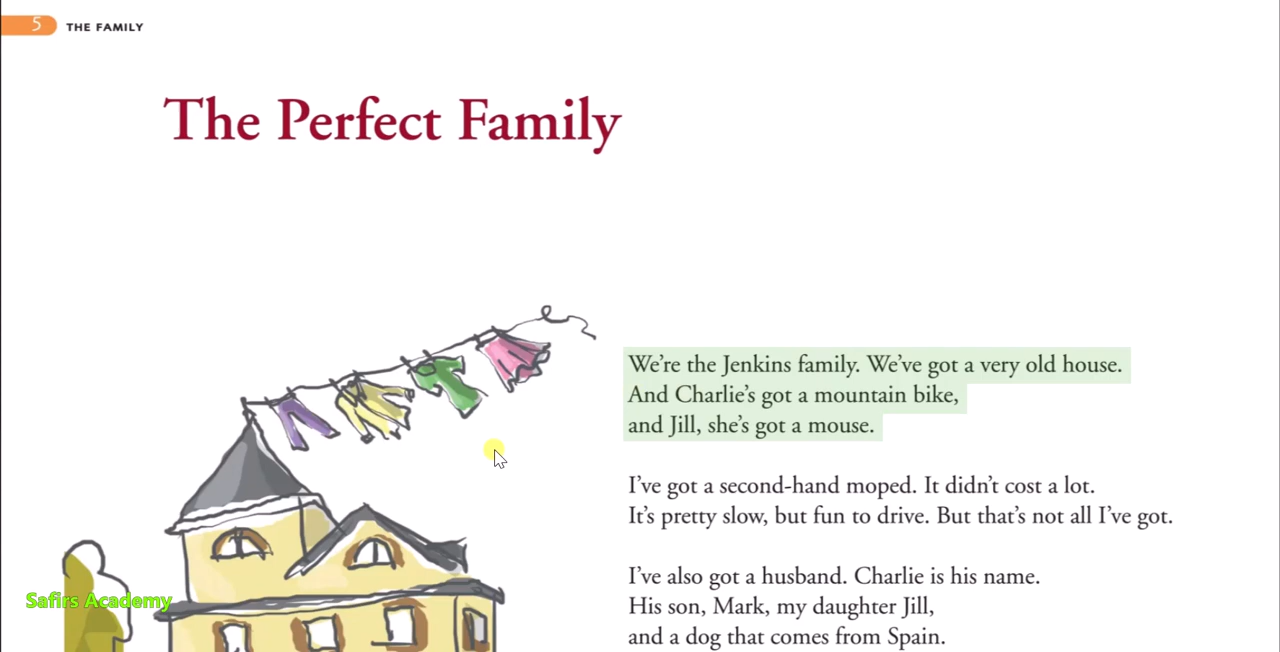 5 THE FAMILY
The Perfect Family
We’re the Jenkins family. We’ve got a very old house.
And Charlie’s got a mountain bike,
and Jill, she’s got a mouse.
I’ve got a second-hand moped. It didn’t cost a lot.
It’s pretty slow, but fun to drive. But that’s not all I’ve got.
I’ve also got a husband. Charlie is his name.
His son, Mark, my daughter Jill,
and a dog that comes from Spain.
Safirs Academy